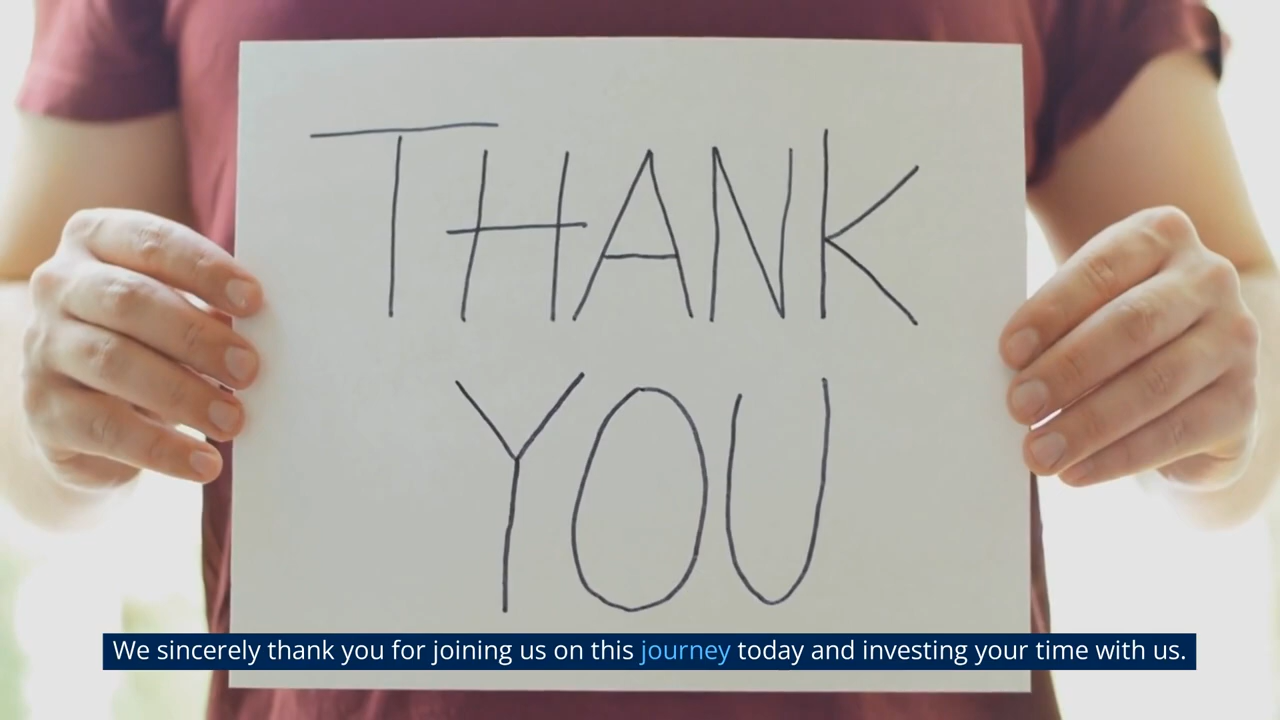 THANK
YOU
We sincerely thank you for joining us on this journey today and investing your time with us.